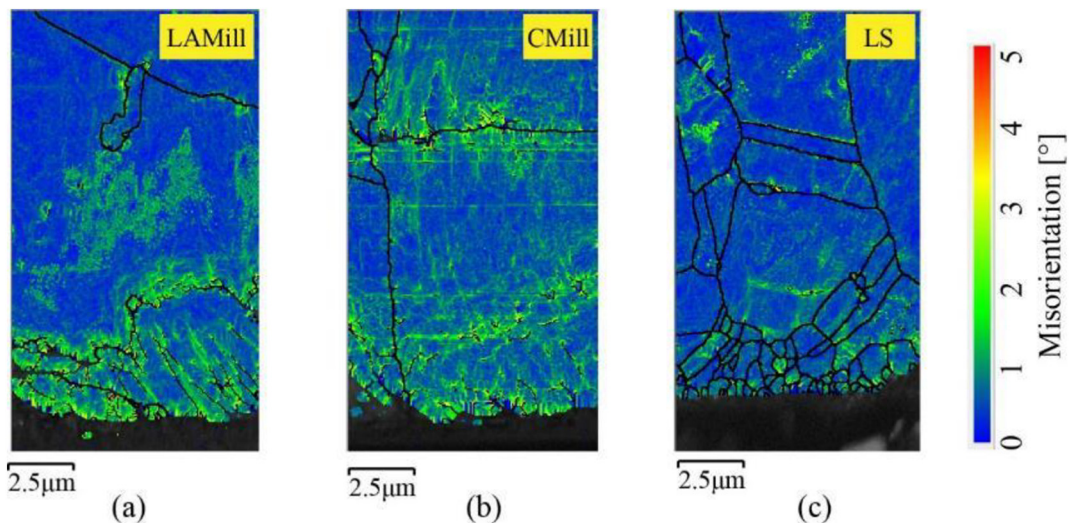 LAMill
CMill
LS
5
4
3
2
1
0
Misorientation [°]
2.5μm
2.5μm
2.5μm
(a)
(b)
(c)